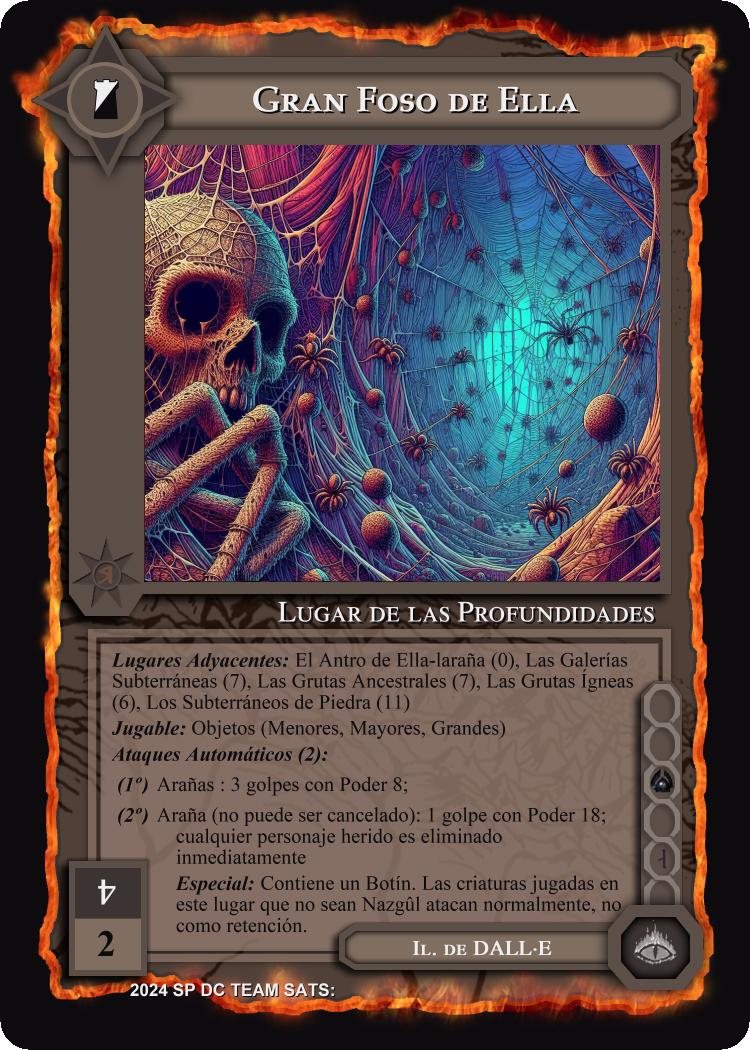 Gran Foso de Ella
Lugar de las Profundidades
Lugares Adyacentes: El Antro de Ella-laraña (0), Las Galerías
Subterráneas (7), Las Grutas Ancestrales (7), Las Grutas Ígneas
(6), Los Subterráneos de Piedra (11)
Jugable: Objetos (Menores, Mayores, Grandes)
Ataques Automáticos (2):
(1º) Arañas : 3 golpes con Poder 8;
(2º) Araña (no puede ser cancelado): 1 golpe con Poder 18;
cualquier personaje herido es eliminado
inmediatamente
Especial: Contiene un Botín. Las criaturas jugadas en
este lugar que no sean Nazgûl atacan normalmente, no
como retención.
4
2
Il. de DALL·E
2024 SP DC TEAM SATS: